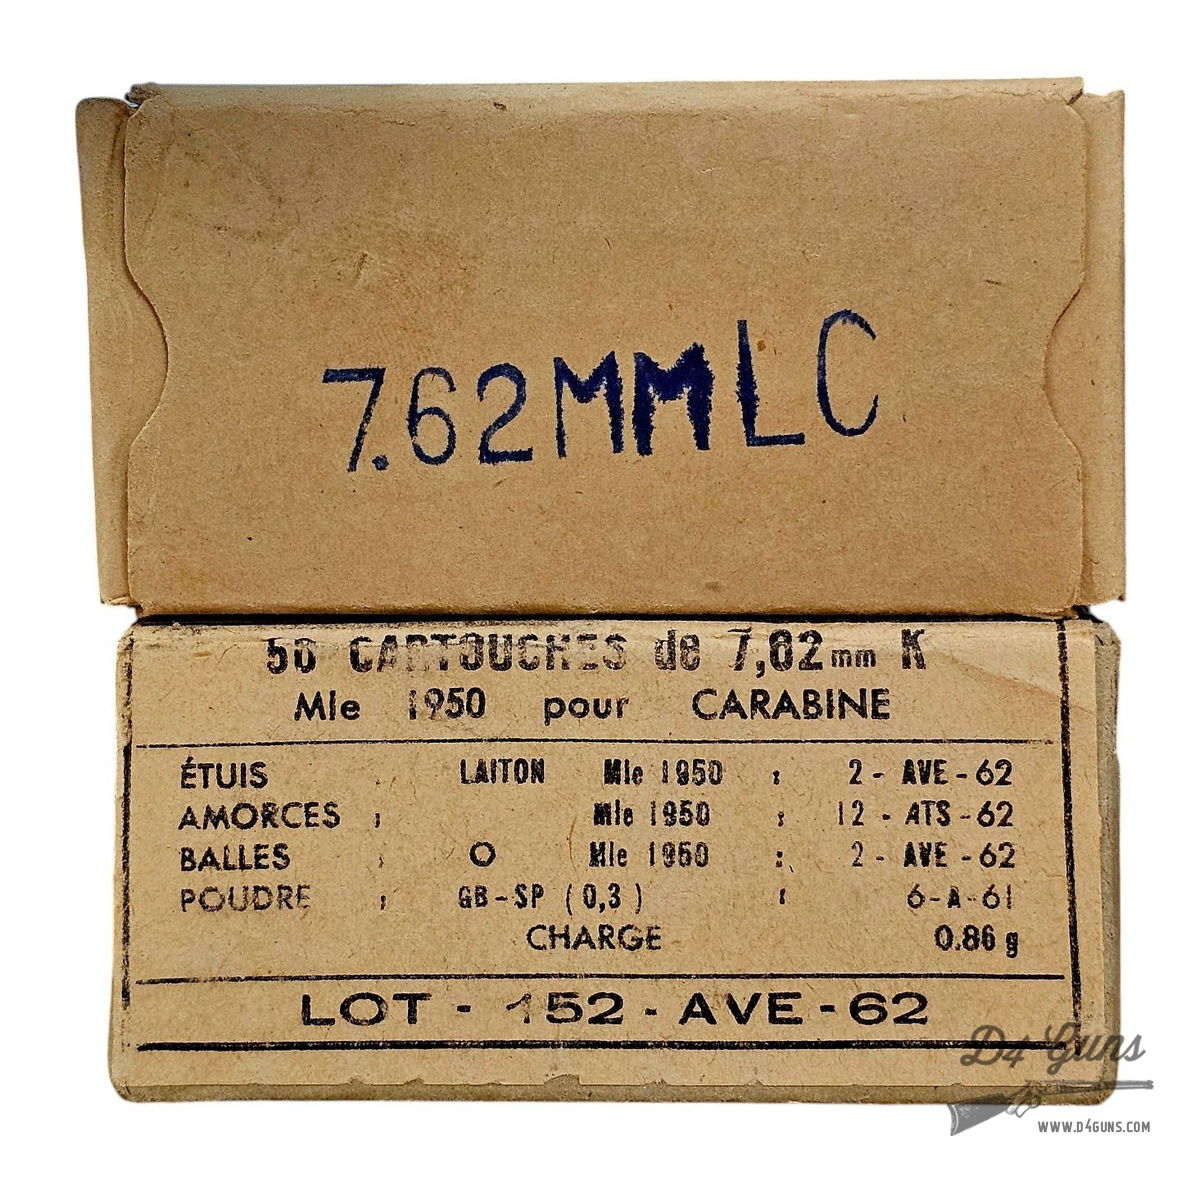 7.62MMLC
50 CARTOUCHES de 7,62mm K
Mle 1950 pour CARABINE
ÉTUIS : LAITON Mle 1950 : 2 - AVE - 62
AMORCES : Mle 1950 : 12 - ATS - 62
BALLES : O Mle 1950 : 2 - AVE - 62
POUDRE : GB-SP (0,3) : 6-A-61
CHARGE 0.86 g
LOT - 152 - AVE - 62
D4 Guns
WWW.D4GUNS.COM